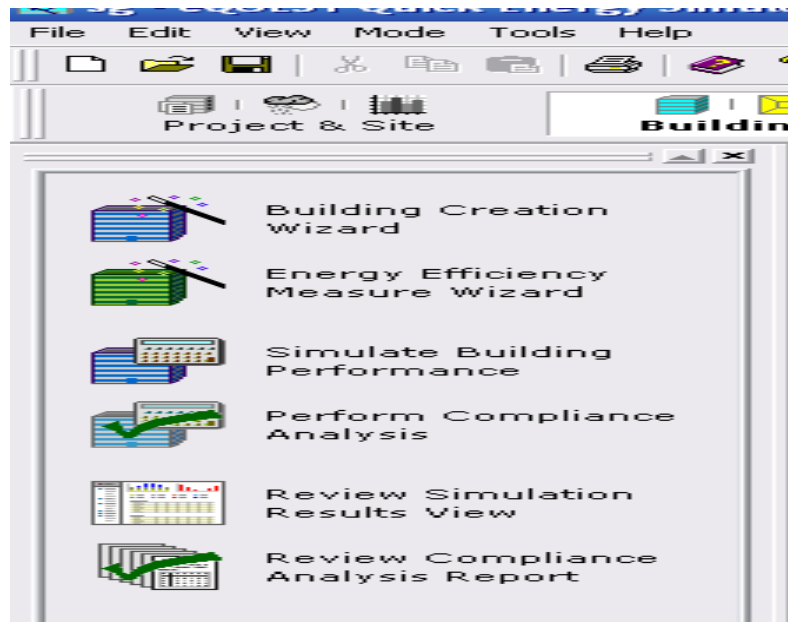 File Edit View Mode Tools Help
Project & Site
Building Creation
Wizard
Energy Efficiency
Measure Wizard
Simulate Building
Performance
Perform Compliance
Analysis
Review Simulation
Results View
Review Compliance
Analysis Report